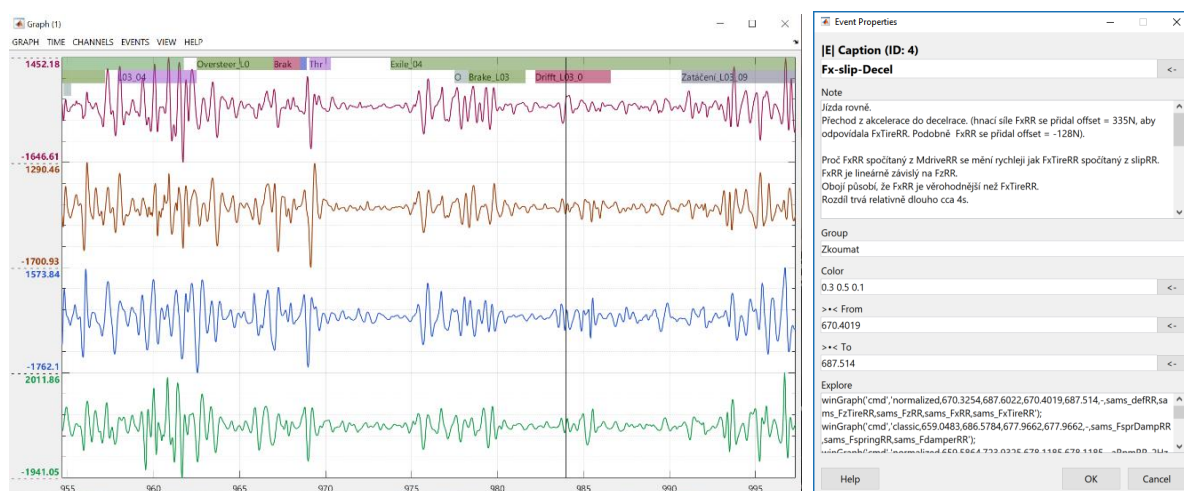 Graph (1)
GRAPH TIME CHANNELS EVENTS VIEW HELP
1452.18
Oversteer_L0 Brak Thr Exile_04
L03_04 O Brake_L03 Drifft_L03_0 Zatáčení_L03_09
-1646.61
1290.46
-1700.93
1573.84
-1762.1
2011.86
-1941.05
955 960 965 970 975 980 985 990 995
Event Properties
|E| Caption (ID: 4)
Fx-slip-Decel
<-
Note
Jízda rovně.
Přechod z akcelerace do decelrace. (hnací síle FxRR se přidal offset = 335N, aby
odpovídala FxTireRR. Podobně FxRR se přidal offset = -128N).
Proč FxRR spočítaný z MdriveRR se mění rychleji jak FxTireRR spočítaný z slipRR.
FxRR je lineárně závislý na FzRR.
Obojí působí, že FxRR je věrohodnější než FxTireRR.
Rozdíl trvá relativně dlouho cca 4s.
Group
Zkoumat
Color
0.3 0.5 0.1
<-
>•< From
670.4019
<-
>•< To
687.514
<-
Explore
winGraph('cmd','normalized,670.3254,687.6022,670.4019,687.514,-,sams_defRR,sa
ms_FzTireRR,sams_FzRR,sams_FxRR,sams_FxTireRR');
winGraph('cmd','classic,659.0483,686.5784,677.9662,677.9662,-,sams_FsprDampRR
,sams_FspringRR,sams_FdamperRR');
Help OK Cancel